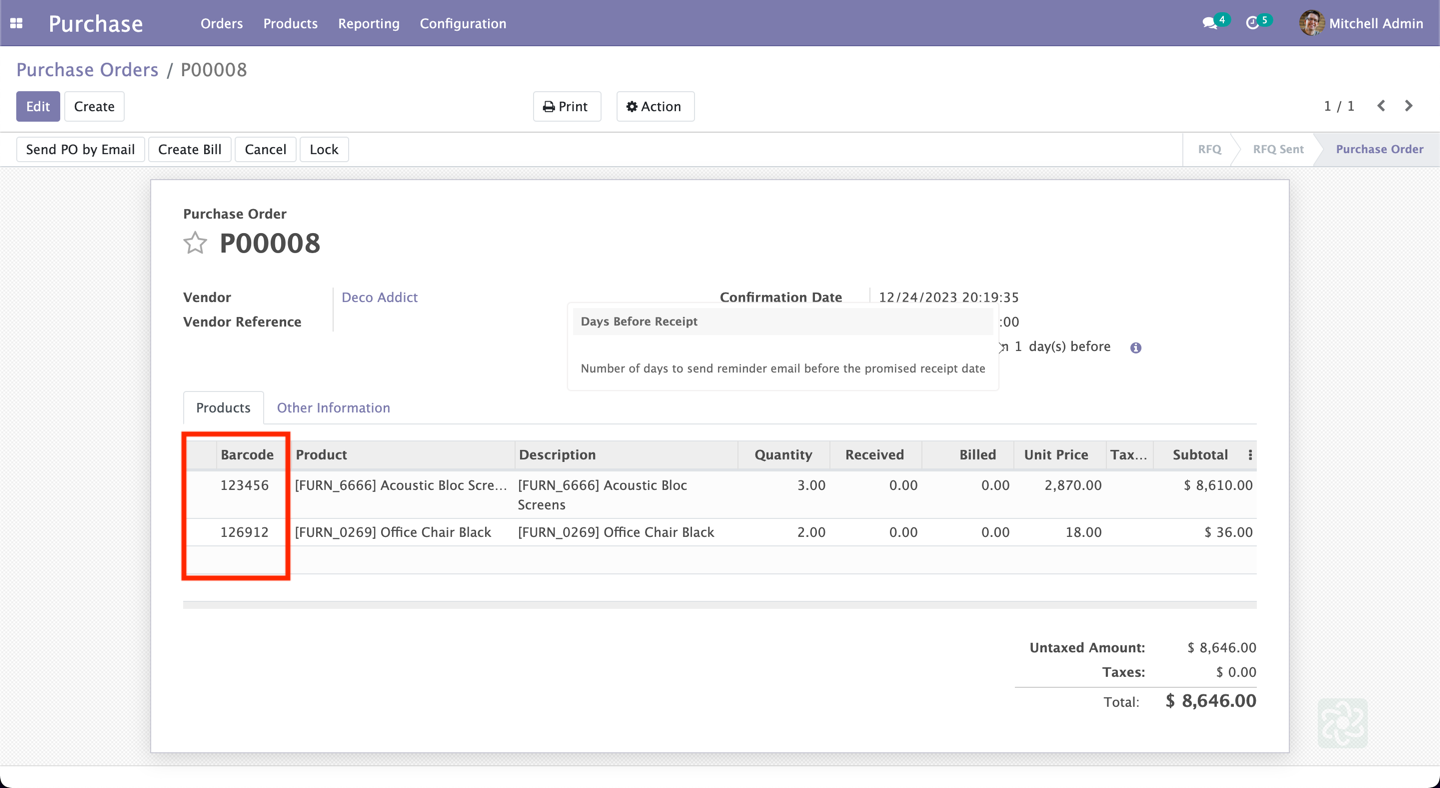 Purchase Orders Products Reporting Configuration 4 5 Mitchell Admin
Purchase Orders / P00008
Edit Create Print Action 1 / 1
Send PO by Email Create Bill Cancel Lock RFQ RFQ Sent Purchase Order
Purchase Order
P00008
Vendor Deco Addict Confirmation Date 12/24/2023 20:19:35
Vendor Reference Days Before Receipt :00
n 1 day(s) before
Number of days to send reminder email before the promised receipt date
Products Other Information
Barcode Product Description Quantity Received Billed Unit Price Tax... Subtotal
123456 [FURN_6666] Acoustic Bloc Scre... [FURN_6666] Acoustic Bloc 3.00 0.00 0.00 2,870.00 $ 8,610.00
Screens
126912 [FURN_0269] Office Chair Black [FURN_0269] Office Chair Black 2.00 0.00 0.00 18.00 $ 36.00
Untaxed Amount: $ 8,646.00
Taxes: $ 0.00
Total: $ 8,646.00